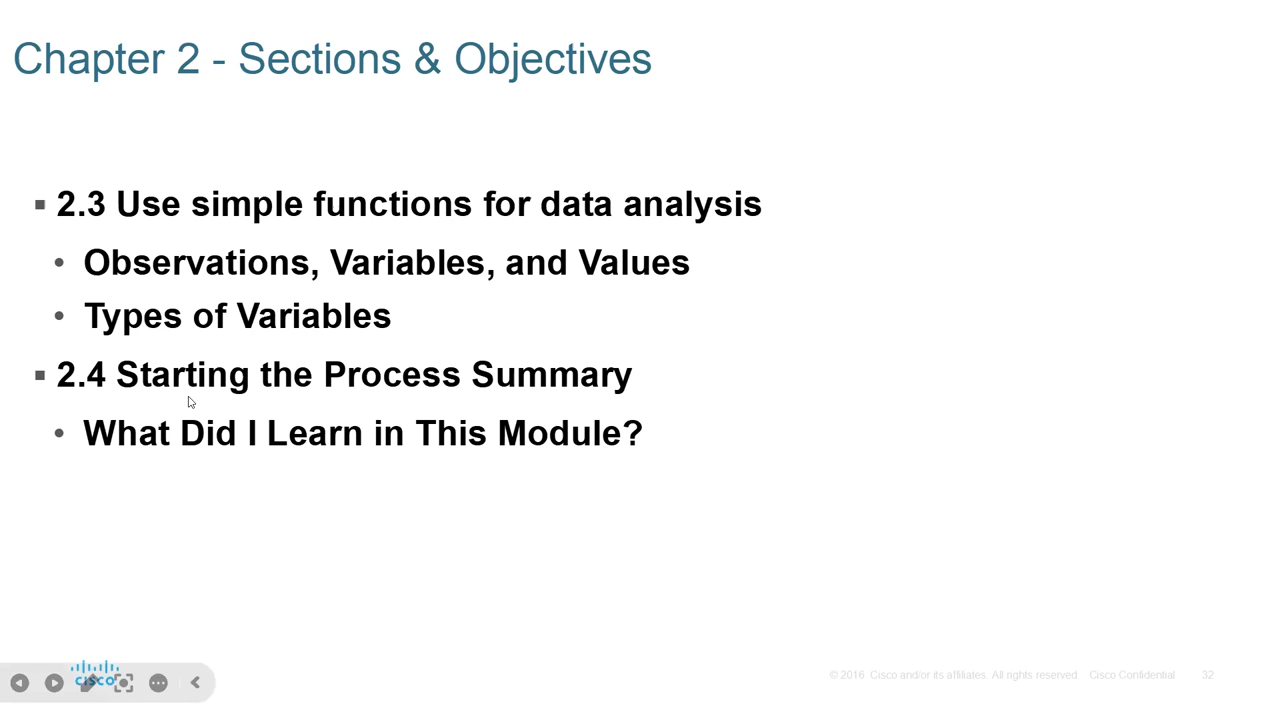 Chapter 2 - Sections & Objectives
▪ 2.3 Use simple functions for data analysis
• Observations, Variables, and Values
• Types of Variables
▪ 2.4 Starting the Process Summary
• What Did I Learn in This Module?
cisco
© 2016 Cisco and/or its affiliates. All rights reserved. Cisco Confidential 32